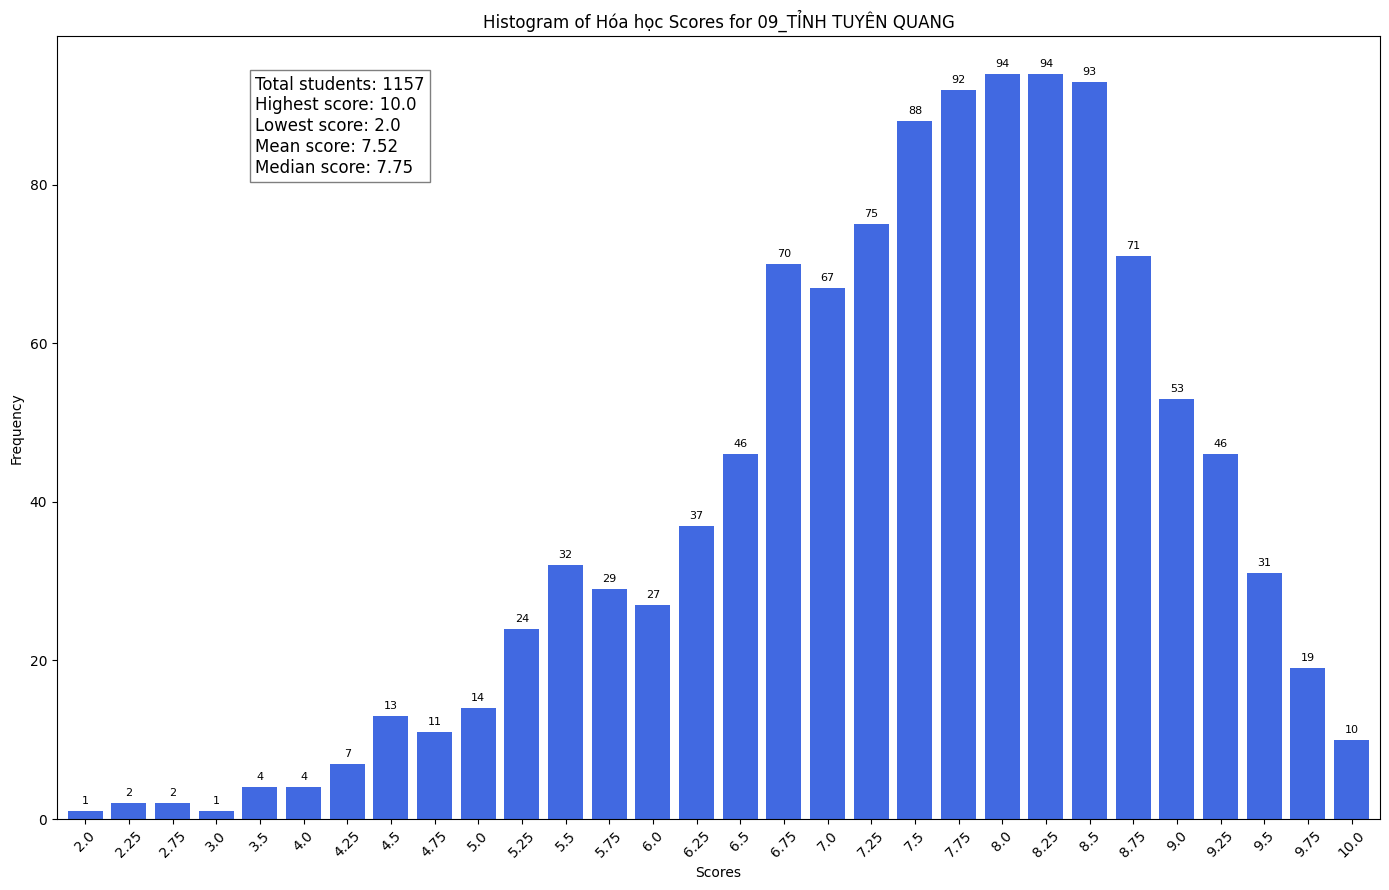 Histogram of Hóa học Scores for 09_TỈNH TUYÊN QUANG
Total students: 1157
Highest score: 10.0
Lowest score: 2.0
Mean score: 7.52
Median score: 7.75
Frequency
80
60
40
20
0
1 2 2 1 4 4 7 13 11 14 24 32 29 27 37 46 70 67 75 88 92 94 94 93 71 53 46 31 19 10
2.0 2.25 2.75 3.0 3.5 4.0 4.25 4.5 4.75 5.0 5.25 5.5 5.75 6.0 6.25 6.5 6.75 7.0 7.25 7.5 7.75 8.0 8.25 8.5 8.75 9.0 9.25 9.5 9.75 10.0
Scores